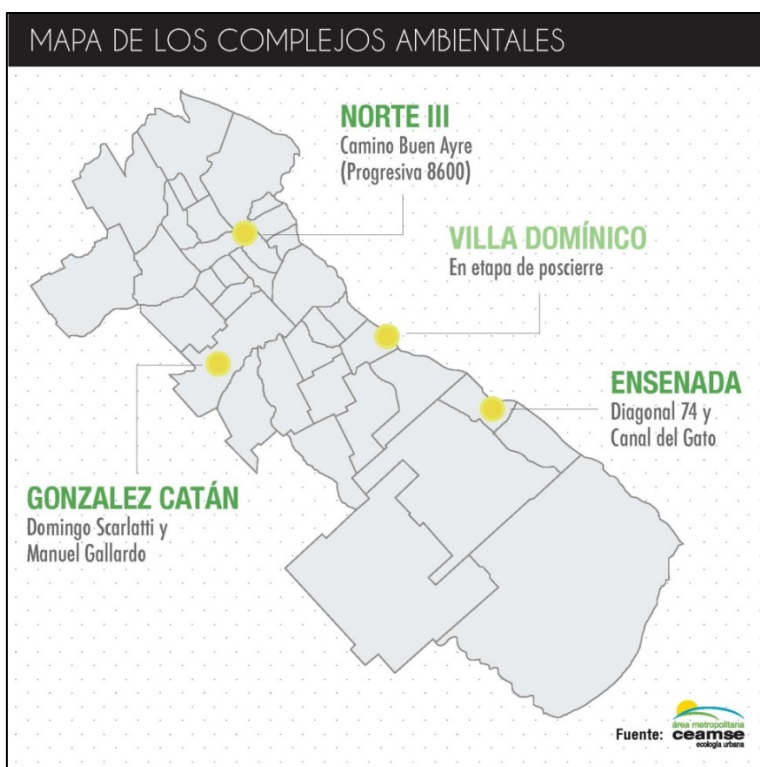 MAPA DE LOS COMPLEJOS AMBIENTALES
NORTE III
Camino Buen Ayre
(Progresiva 8600)
VILLA DOMÍNICO
En etapa de poscierre
ENSENADA
Diagonal 74 y
Canal del Gato
GONZALEZ CATÁN
Domingo Scarlatti y
Manuel Gallardo
Fuente:
área metropolitana
ceamse
ecología urbana